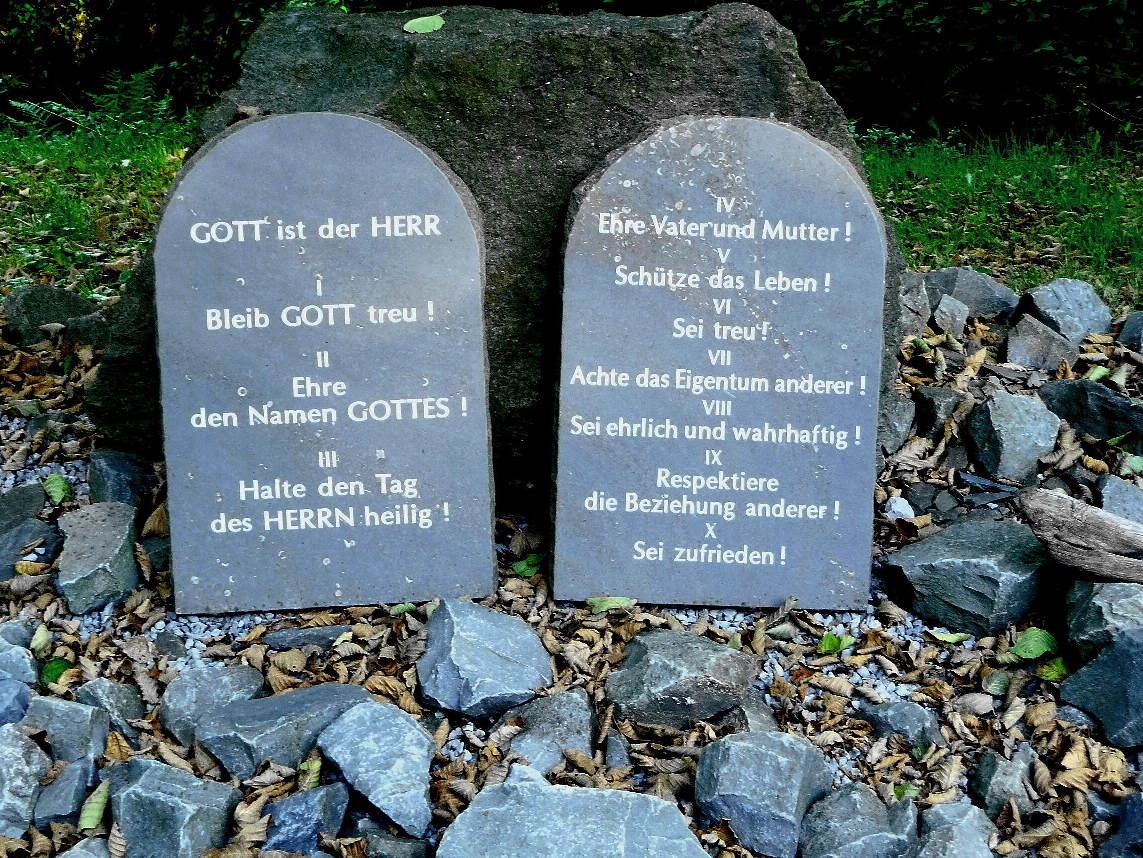 GOTT ist der HERR
I
Bleib GOTT treu !
II
Ehre
den Namen GOTTES !
III
Halte den Tag
des HERRN heilig !
IV
Ehre Vater und Mutter !
V
Schütze das Leben !
VI
Sei treu !
VII
Achte das Eigentum anderer !
VIII
Sei ehrlich und wahrhaftig !
IX
Respektiere
die Beziehung anderer !
X
Sei zufrieden !